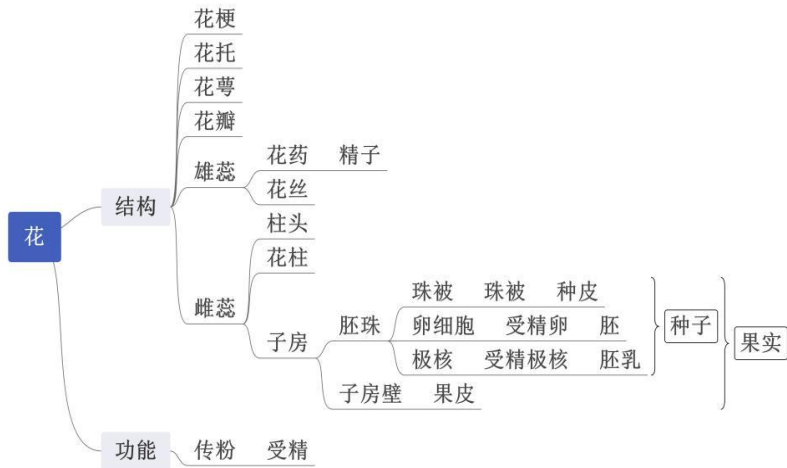 花梗
花托
花萼
花瓣
花药 精子
雄蕊
花丝
结构
柱头
花
花柱
珠被 珠被 种皮
雌蕊
胚珠 卵细胞 受精卵 胚
种子
子房
果实
极核 受精极核 胚乳
子房壁 果皮
功能 传粉 受精